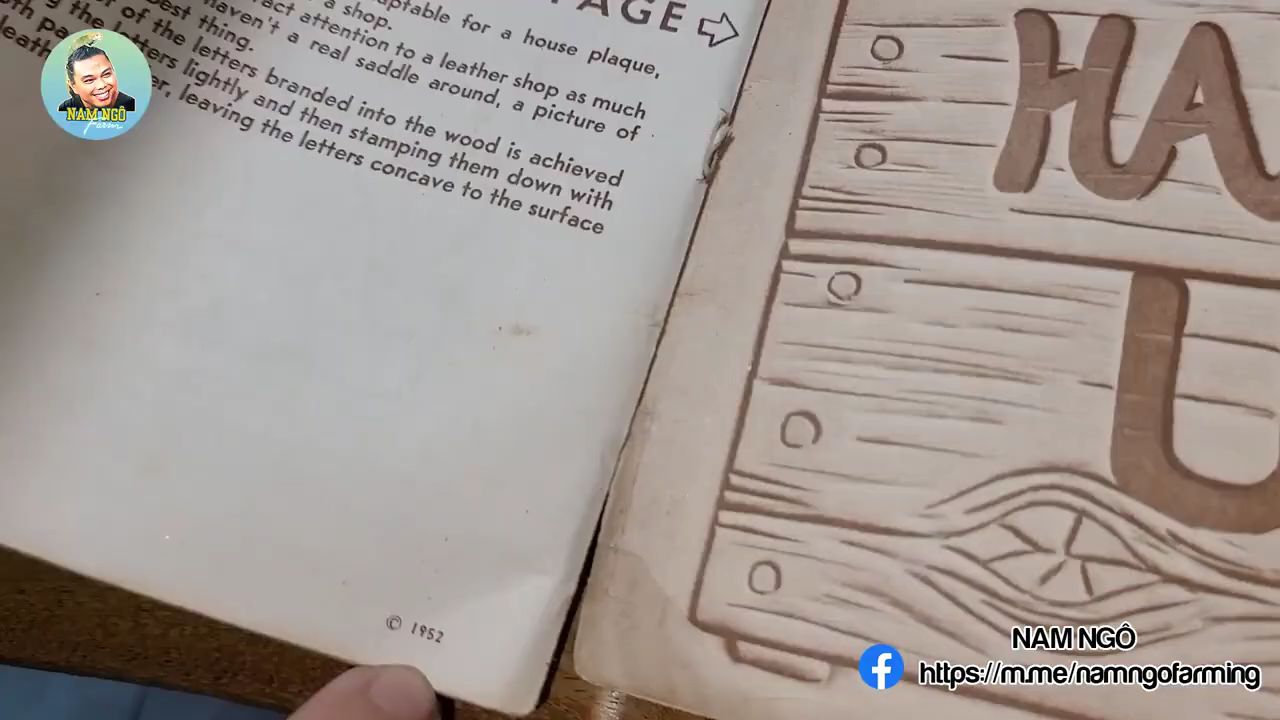 PAGE
aptable for a house plaque,
a shop.
attention to a leather shop as much
haven't a real saddle around, a picture of
best thing.
of the letters branded into the wood is achieved
the letters lightly and then stamping them down with
leaving the letters concave to the surface
© 1952
HA
U
NAM NGÔ
Farm
NAM NGÔ
https://m.me/namngofarming